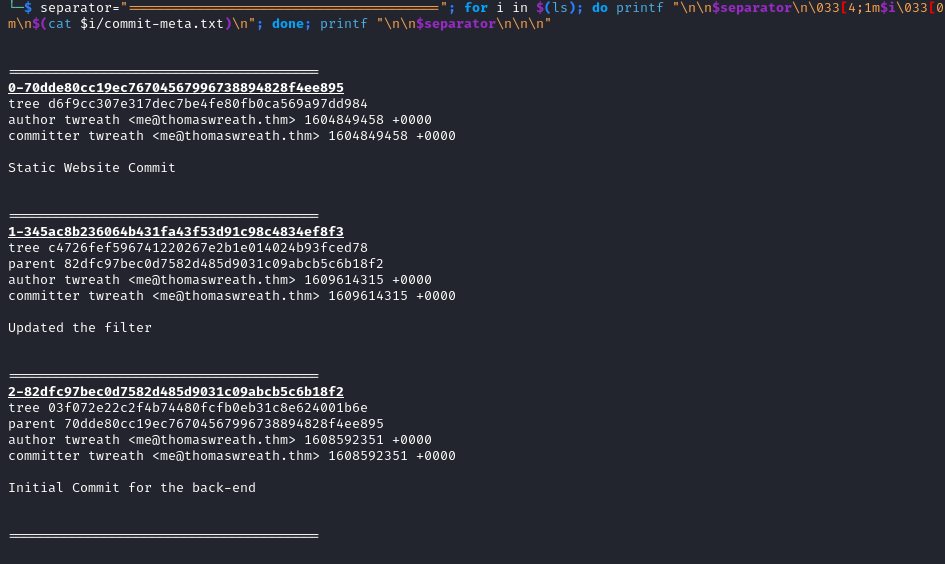 └─$ separator="======================================="; for i in $(ls); do printf "\n\n$separator\n\033[4;1m$i\033[0
m\n$(cat $i/commit-meta.txt)\n"; done; printf "\n\n$separator\n\n\n"
=======================================
0-70dde80cc19ec76704567996738894828f4ee895
tree d6f9cc307e317dec7be4fe80fb0ca569a97dd984
author twreath <me@thomaswreath.thm> 1604849458 +0000
committer twreath <me@thomaswreath.thm> 1604849458 +0000
Static Website Commit
=======================================
1-345ac8b236064b431fa43f53d91c98c4834ef8f3
tree c4726fef596741220267e2b1e014024b93fced78
parent 82dfc97bec0d7582d485d9031c09abcb5c6b18f2
author twreath <me@thomaswreath.thm> 1609614315 +0000
committer twreath <me@thomaswreath.thm> 1609614315 +0000
Updated the filter
=======================================
2-82dfc97bec0d7582d485d9031c09abcb5c6b18f2
tree 03f072e22c2f4b74480fcfb0eb31c8e624001b6e
parent 70dde80cc19ec76704567996738894828f4ee895
author twreath <me@thomaswreath.thm> 1608592351 +0000
committer twreath <me@thomaswreath.thm> 1608592351 +0000
Initial Commit for the back-end
=======================================